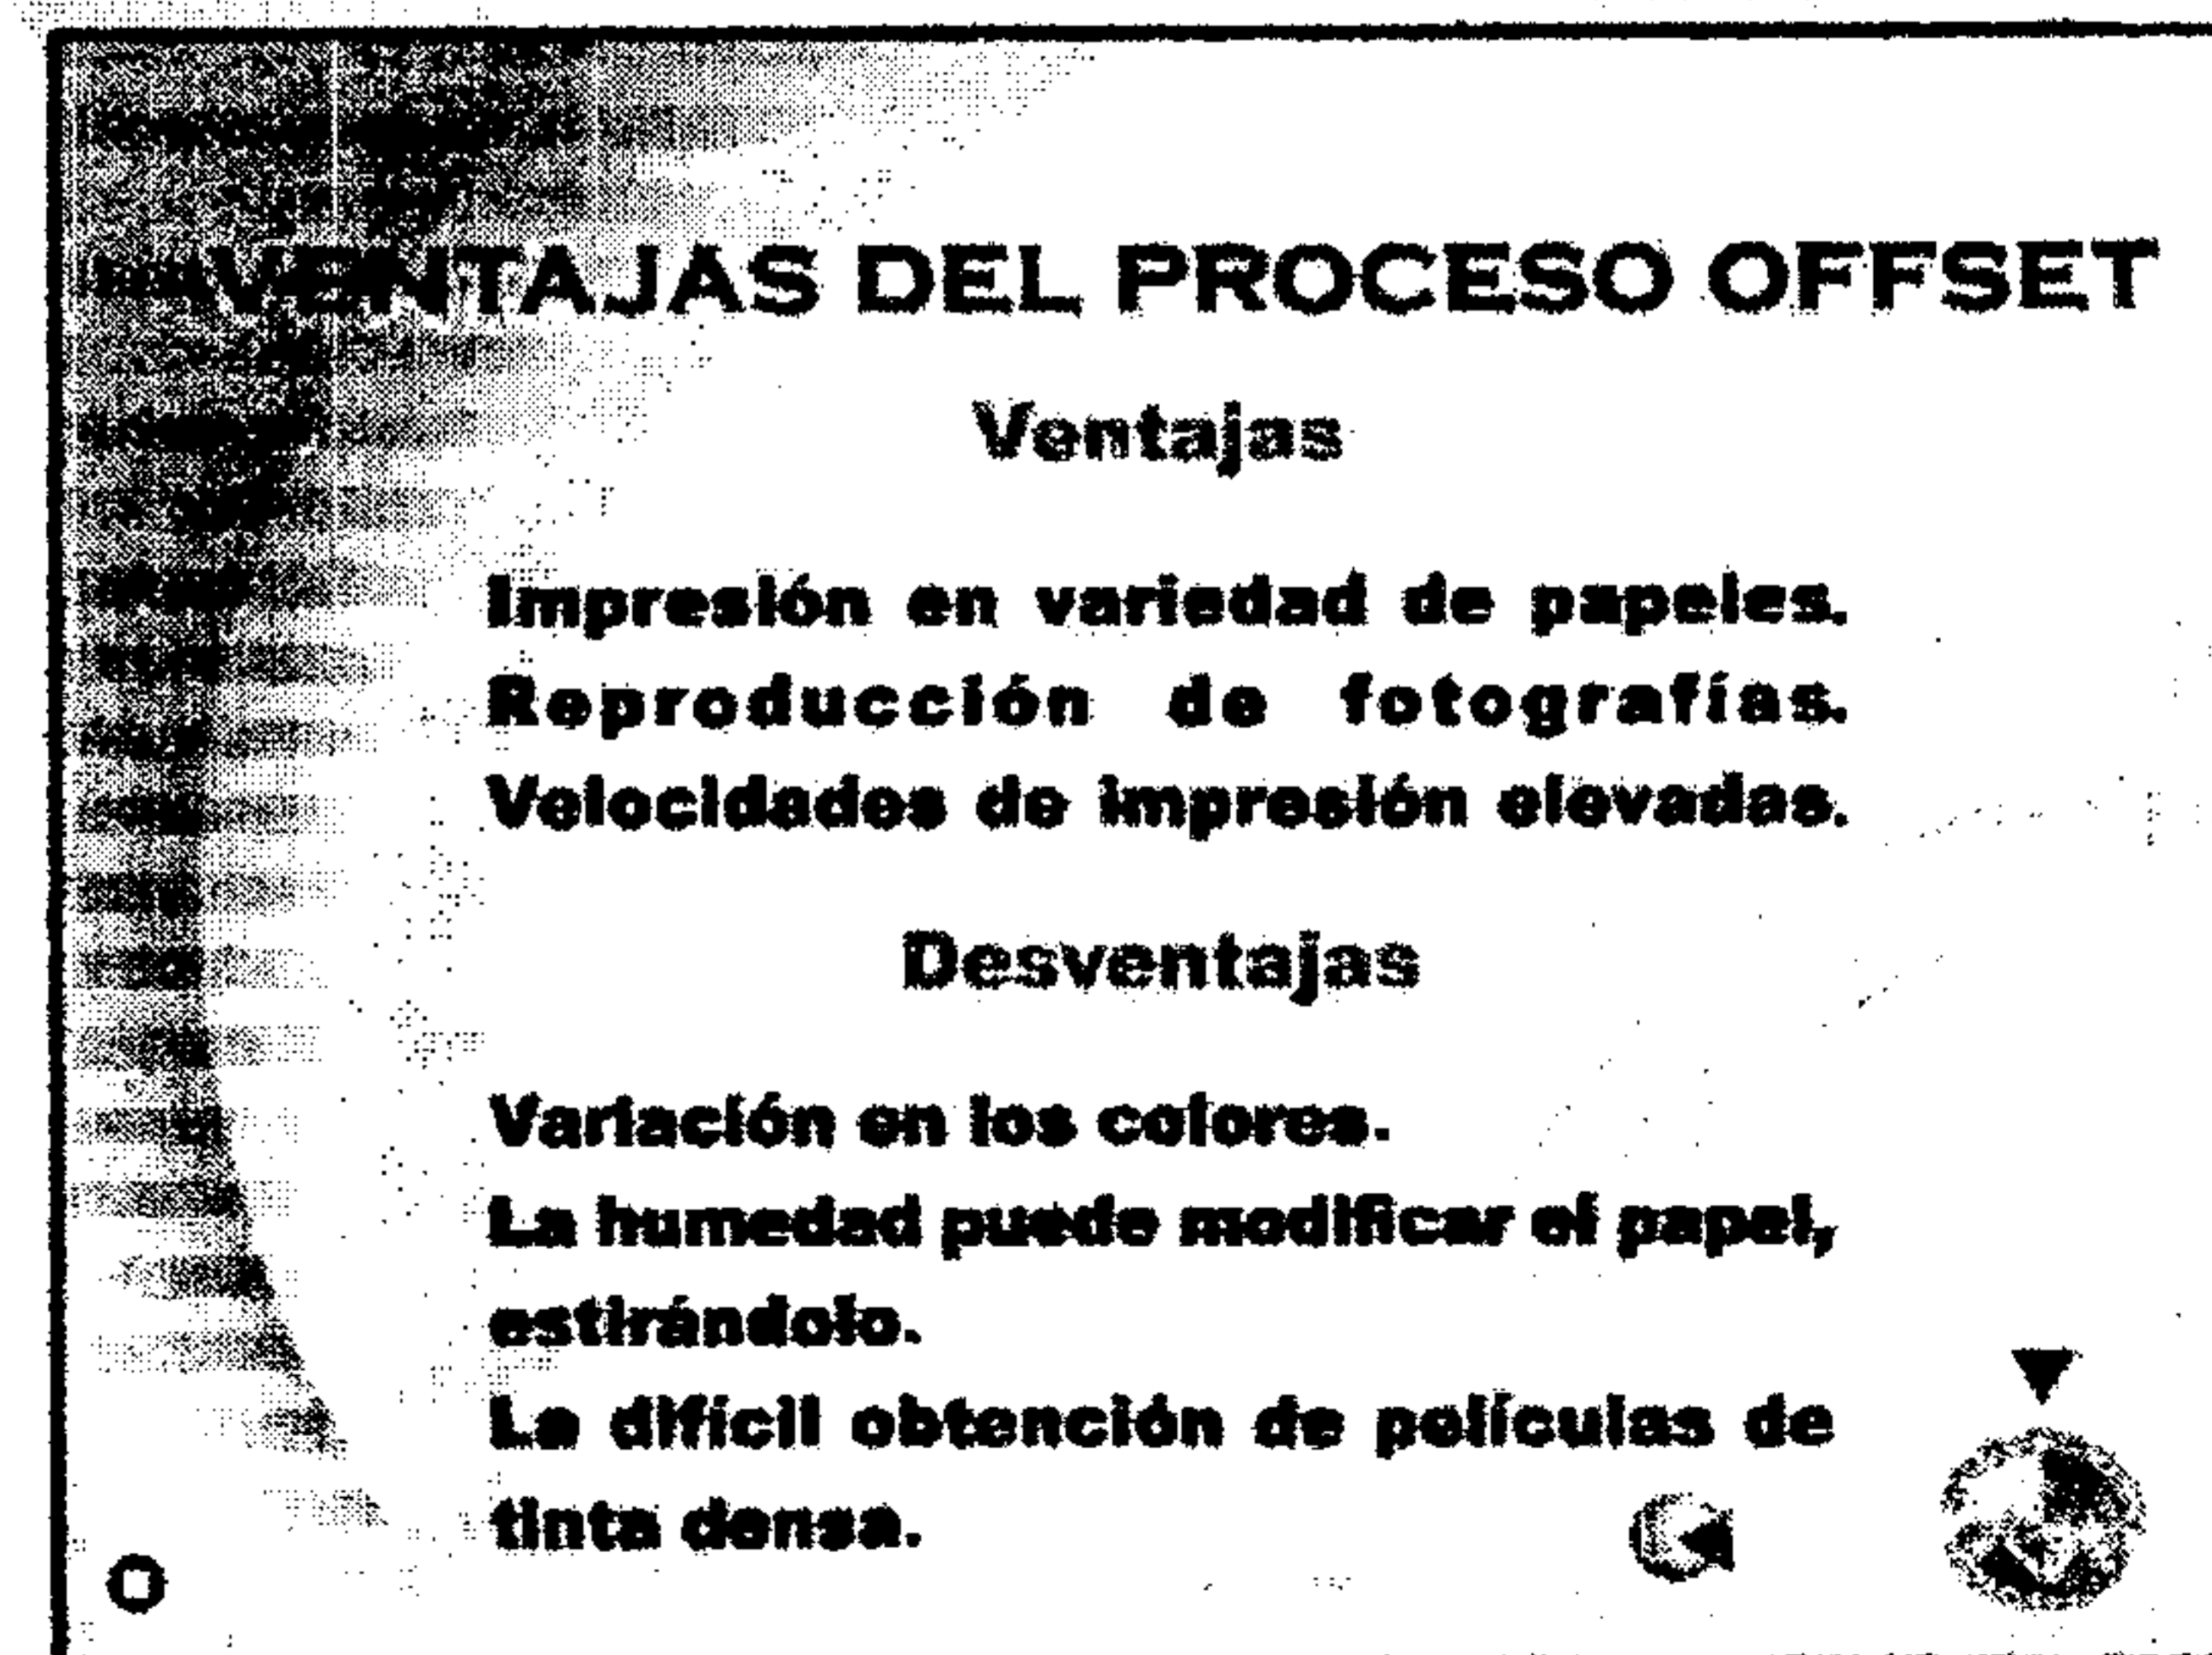 VENTAJAS DEL PROCESO OFFSET
Ventajas
Impresión en variedad de papeles.
Reproducción de fotografías.
Velocidades de impresión elevadas.
Desventajas
Variación en los colores.
La humedad puede modificar el papel,
estirándolo.
La difícil obtención de películas de
tinta densa.